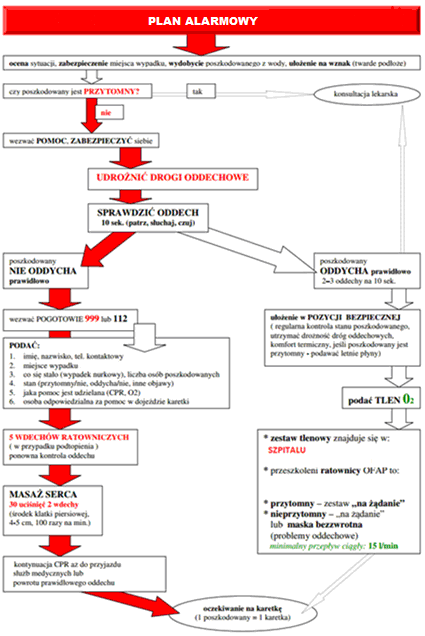 PLAN ALARMOWY
ocena sytuacji, zabezpieczenie miejsca wypadku, wydobycie poszkodowanego z wody, ułożenie na wznak (twarde podłoże)
czy poszkodowany jest PRZYTOMNY?
tak
konsultacja lekarska
nie
wezwać POMOC, ZABEZPIECZYĆ siebie
UDROŻNIĆ DROGI ODDECHOWE
SPRAWDZIĆ ODDECH
10 sek. (patrz, słuchaj, czuj)
poszkodowany
NIE ODDYCHA
prawidłowo
poszkodowany
ODDYCHA prawidłowo
2÷3 oddechy na 10 sek.
wezwać POGOTOWIE 999 lub 112
PODAĆ:
1. imię, nazwisko, tel. kontaktowy
2. miejsce wypadku
3. co się stało (wypadek nurkowy), liczba osób poszkodowanych
4. stan (przytomny/nie, oddycha/nie, inne objawy)
5. jaka pomoc jest udzielana (CPR, O2)
6. osoba odpowiedzialna za pomoc w dojeździe karetki
ułożenie w POZYCJI BEZPIECZNEJ
( regularna kontrola stanu poszkodowanego,
utrzymać drożność dróg oddechowych,
komfort termiczny, jeśli poszkodowany jest
przytomny - podawać letnie płyny)
podać TLEN 02
5 WDECHÓW RATOWNICZYCH
( w przypadku podtopienia )
ponowna kontrola oddechu
MASAŻ SERCA
30 uciśnięć 2 wdechy
(środek klatki piersiowej,
4÷5 cm, 100 razy na min.)
* zestaw tlenowy znajduje się w:
SZPITALU
* przeszkoleni ratownicy OFAP to:
* przytomny – zestaw „na żądanie"
* nieprzytomny – „na żądanie"
lub maska bezzwrotna
(problemy oddechowe)
minimalny przepływ ciągły: 15 l/min
kontynuacja CPR aż do przyjazdu
służb medycznych lub
powrotu prawidłowego oddechu
oczekiwanie na karetkę
(1 poszkodowany = 1 karetka)